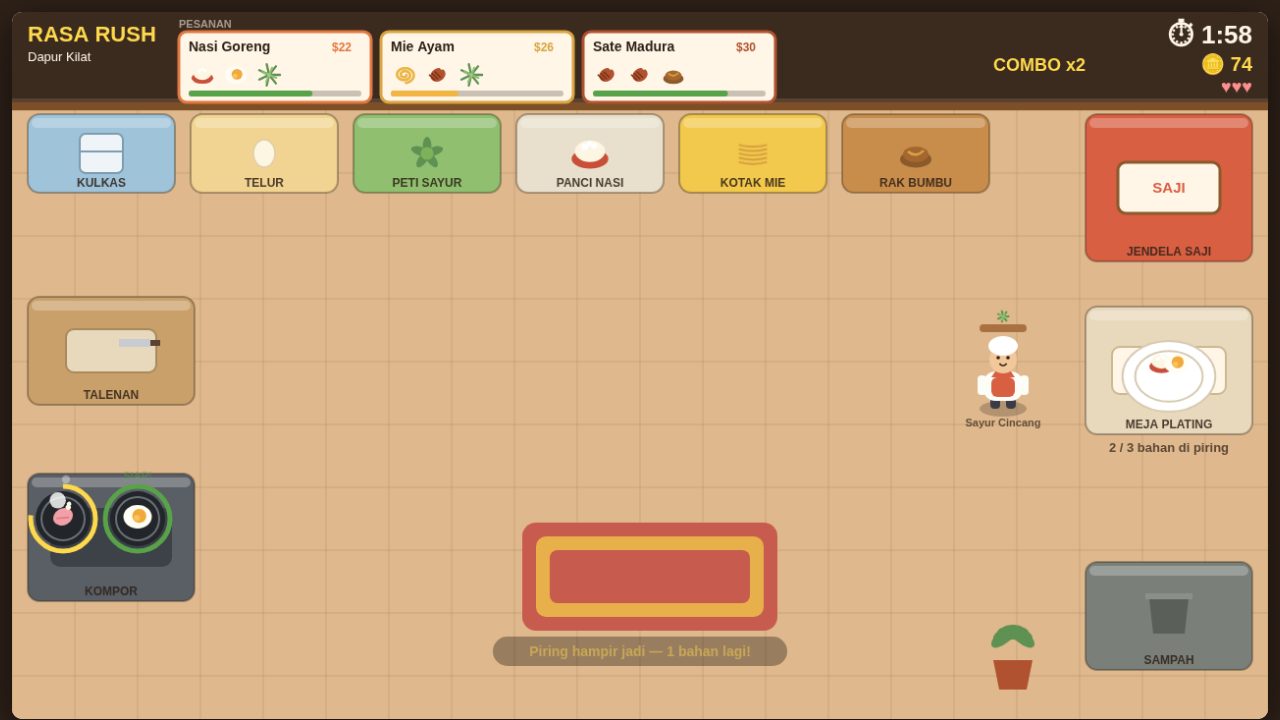 RASA RUSH
Dapur Kilat
PESANAN
Nasi Goreng $22
Mie Ayam $26
Sate Madura $30
COMBO x2
1:58
74
KULKAS
TELUR
PETI SAYUR
PANCI NASI
KOTAK MIE
RAK BUMBU
SAJI
JENDELA SAJI
TALENAN
Sayur Cincang
MEJA PLATING
2 / 3 bahan di piring
KOMPOR
Piring hampir jadi — 1 bahan lagi!
SAMPAH